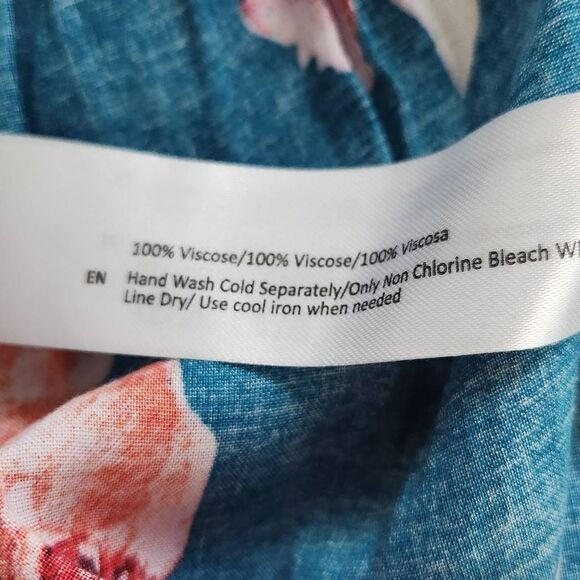 100% Viscose/100% Viscose/100% Viscosa
EN Hand Wash Cold Separately/Only Non Chlorine Bleach
Line Dry/ Use cool iron when needed